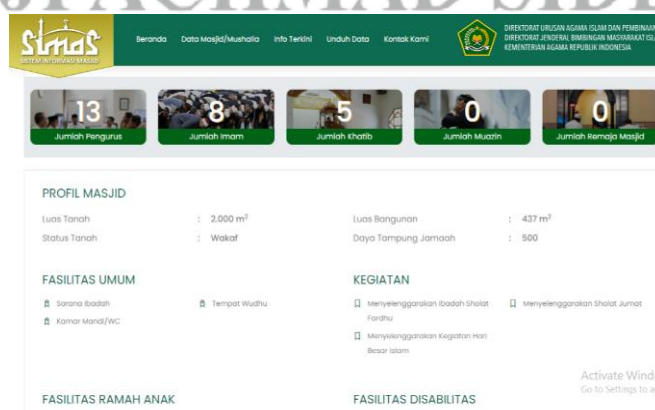 Simas
SISTEM INFORMASI MASJID
Beranda Data Masjid/Mushalla Info Terkini Unduh Data Kontak Kami
DIREKTORAT URUSAN AGAMA ISLAM DAN PEMBINAAN
DIREKTORAT JENDERAL BIMBINGAN MASYARAKAT ISL
KEMENTERIAN AGAMA REPUBLIK INDONESIA
13 8 5 0 0
Jumlah Pengurus Jumlah Imam Jumlah Khatib Jumlah Muazin Jumlah Remaja Masjid
PROFIL MASJID
Luas Tanah : 2.000 m² Luas Bangunan : 437 m²
Status Tanah : Wakaf Daya Tampung Jamaah : 500
FASILITAS UMUM KEGIATAN
Sarana Ibadah Tempat Wudhu Menyelenggarakan Ibadah Sholat Fardhu Menyelenggarakan Sholat Jumat
Kamar Mandi/WC Menyelenggarakan Kegiatan Hari Besar Islam
Activate Wind
Go to Settings to a
FASILITAS RAMAH ANAK FASILITAS DISABILITAS